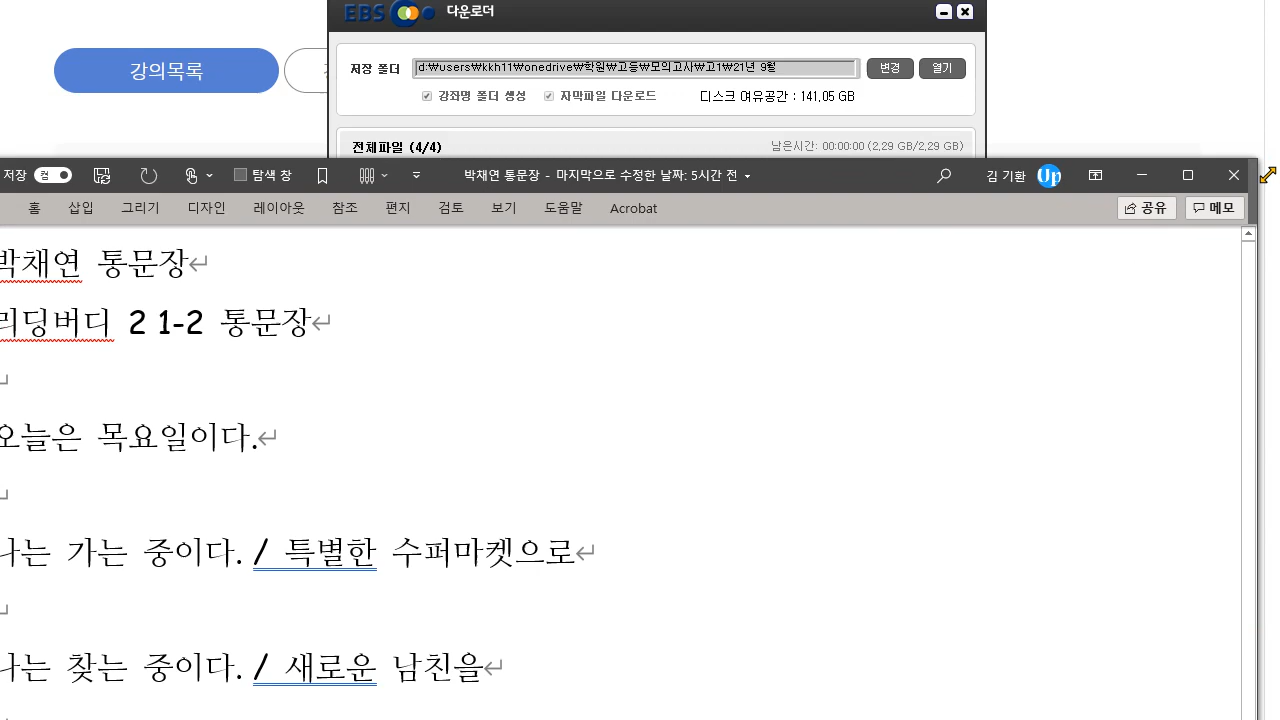 EBS 다운로더
강의목록
저장 폴더 d:₩users₩kkh11₩onedrive₩학원₩고등₩모의고사₩고1₩21년 9월 변경 열기
강좌명 폴더 생성 자막파일 다운로드 디스크 여유공간 : 141,05 GB
전체파일 (4/4) 남은시간: 00:00:00 (2,29 GB/2,29 GB)
저장 켬 탐색 창 박채연 통문장 - 마지막으로 수정한 날짜: 5시간 전 김 기환 Up
홈 삽입 그리기 디자인 레이아웃 참조 편지 검토 보기 도움말 Acrobat 공유 메모
박채연 통문장
리딩버디 2 1-2 통문장
오늘은 목요일이다.
나는 가는 중이다. / 특별한 수퍼마켓으로
나는 찾는 중이다. / 새로운 남친을